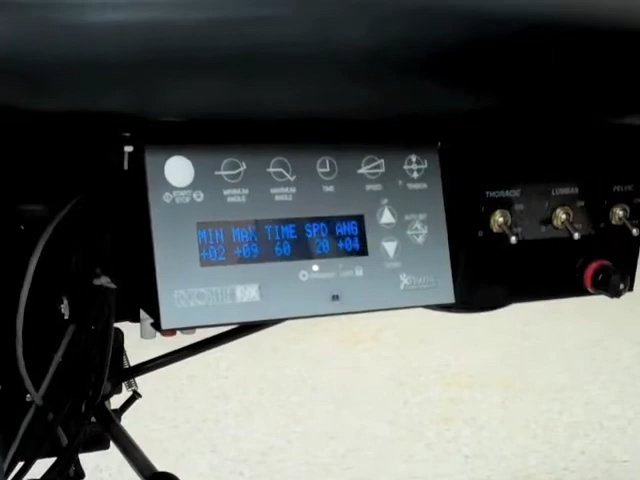 START/
STOP
MINIMUM
ANGLE
MAXIMUM
ANGLE
TIME
SPEED
TENSION
UP
MIN MAX TIME SPD ANG
+02 +09 60 20 +04
THORACIC
LUMBAR
PELVIC